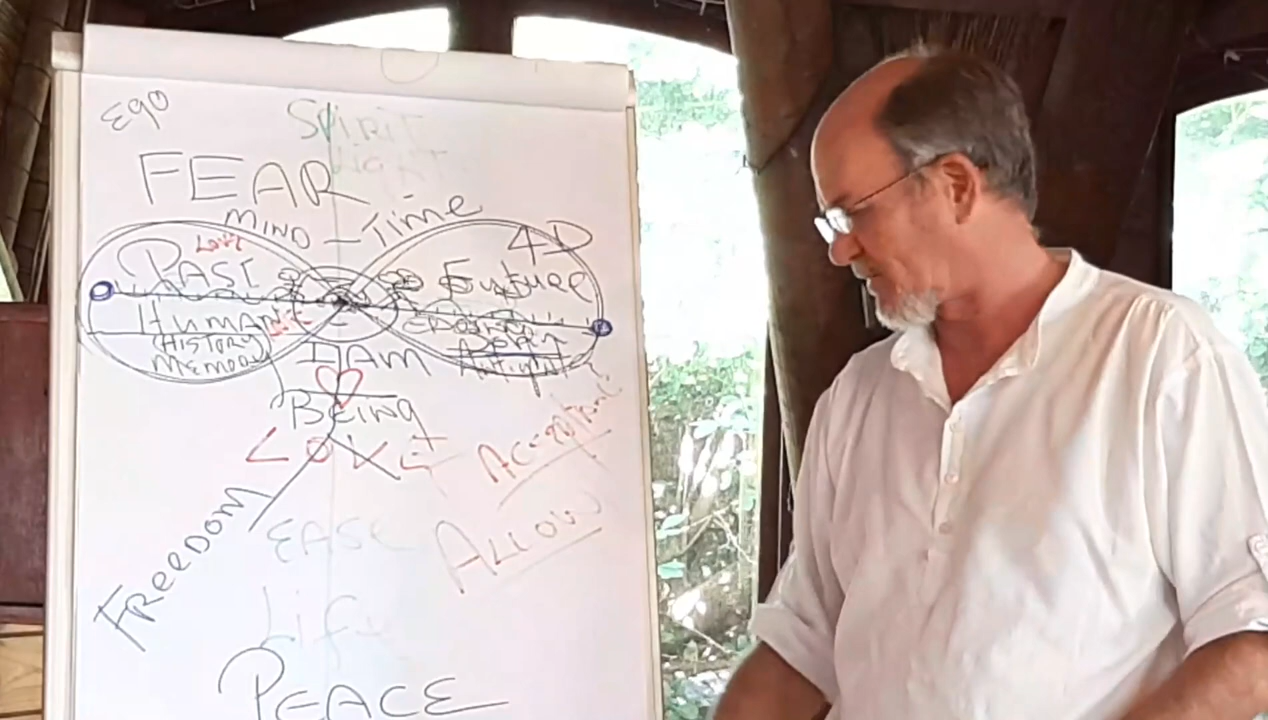 Ego
SPIRIT
LIGHT
FEAR
MIND - Time
4D
PAST
Future
HUMAN
(HISTORY)
MEMORY
I AM
BEING
LOVE
ALLOW
FREEDOM
EASE
Life
PEACE